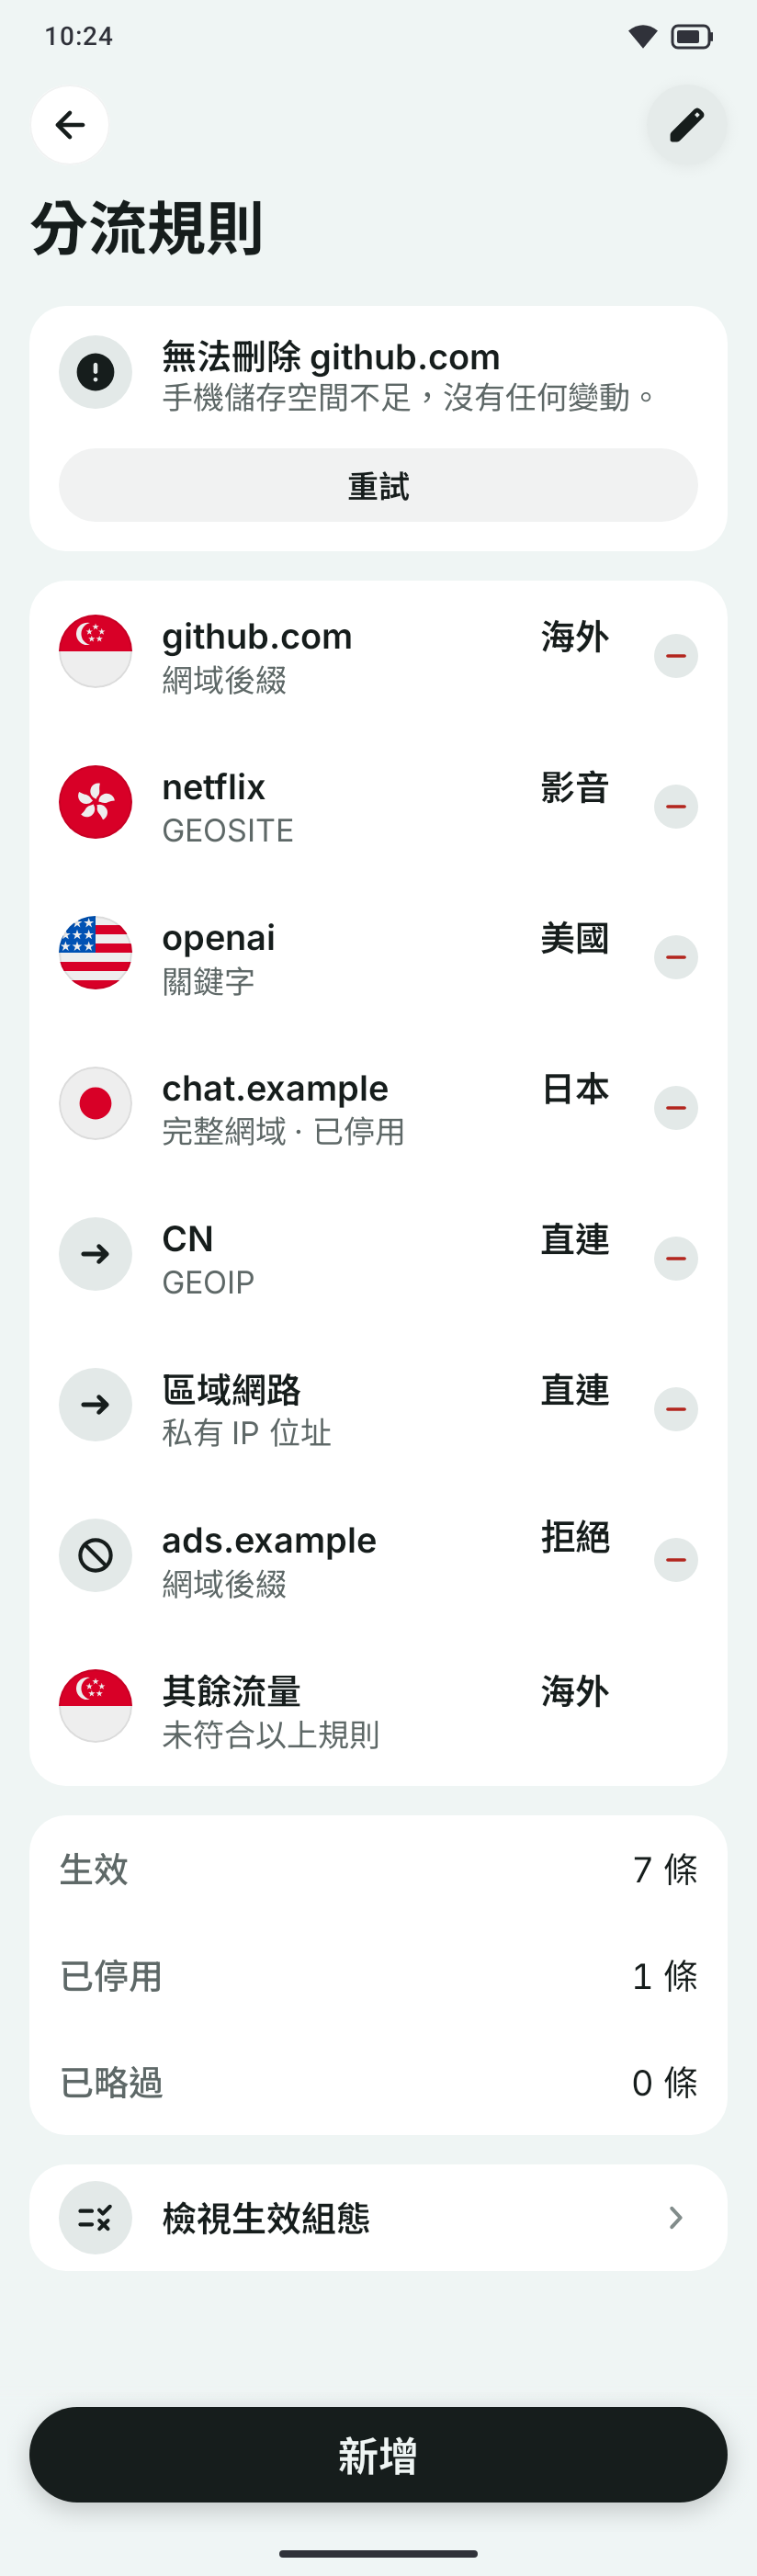 10:24
分流規則
無法刪除 github.com
手機儲存空間不足，沒有任何變動。
重試
github.com 海外
網域後綴
netflix 影音
GEOSITE
openai 美國
關鍵字
chat.example 日本
完整網域 · 已停用
CN 直連
GEOIP
區域網路 直連
私有 IP 位址
ads.example 拒絕
網域後綴
其餘流量 海外
未符合以上規則
生效 7 條
已停用 1 條
已略過 0 條
檢視生效組態
新增